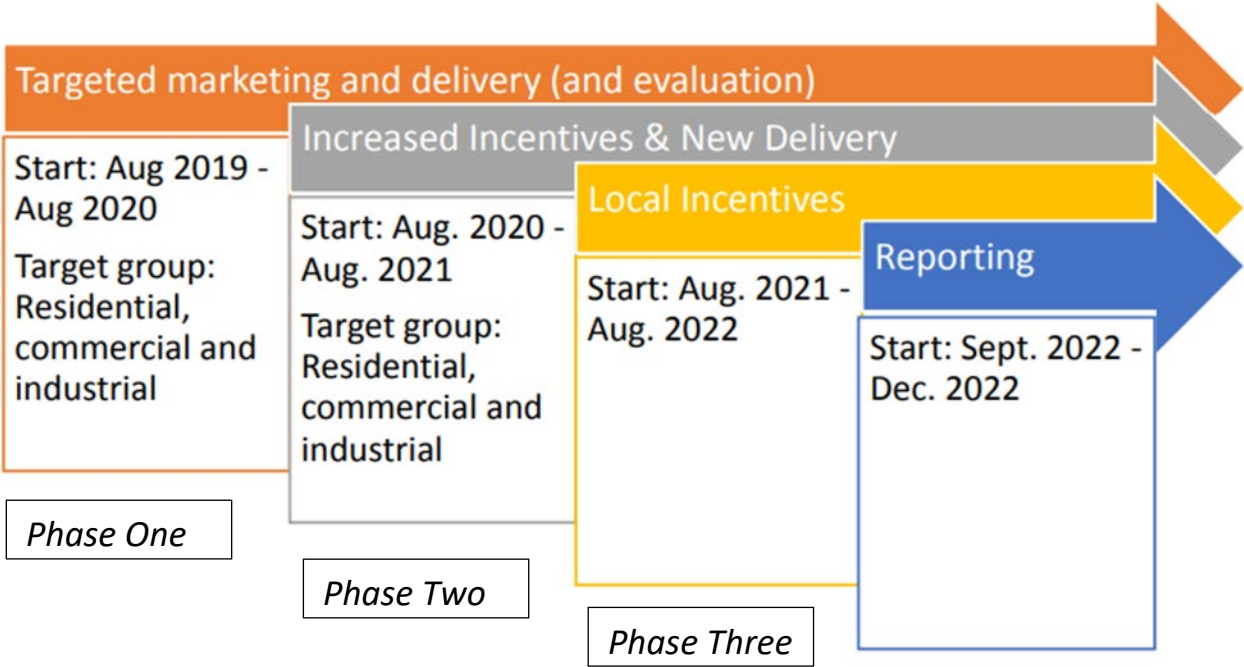 Targeted marketing and delivery (and evaluation)
Start: Aug 2019 -
Aug 2020
Target group:
Residential,
commercial and
industrial
Phase One
Increased Incentives & New Delivery
Start: Aug. 2020 -
Aug. 2021
Target group:
Residential,
commercial and
industrial
Phase Two
Local Incentives
Start: Aug. 2021 -
Aug. 2022
Phase Three
Reporting
Start: Sept. 2022 -
Dec. 2022